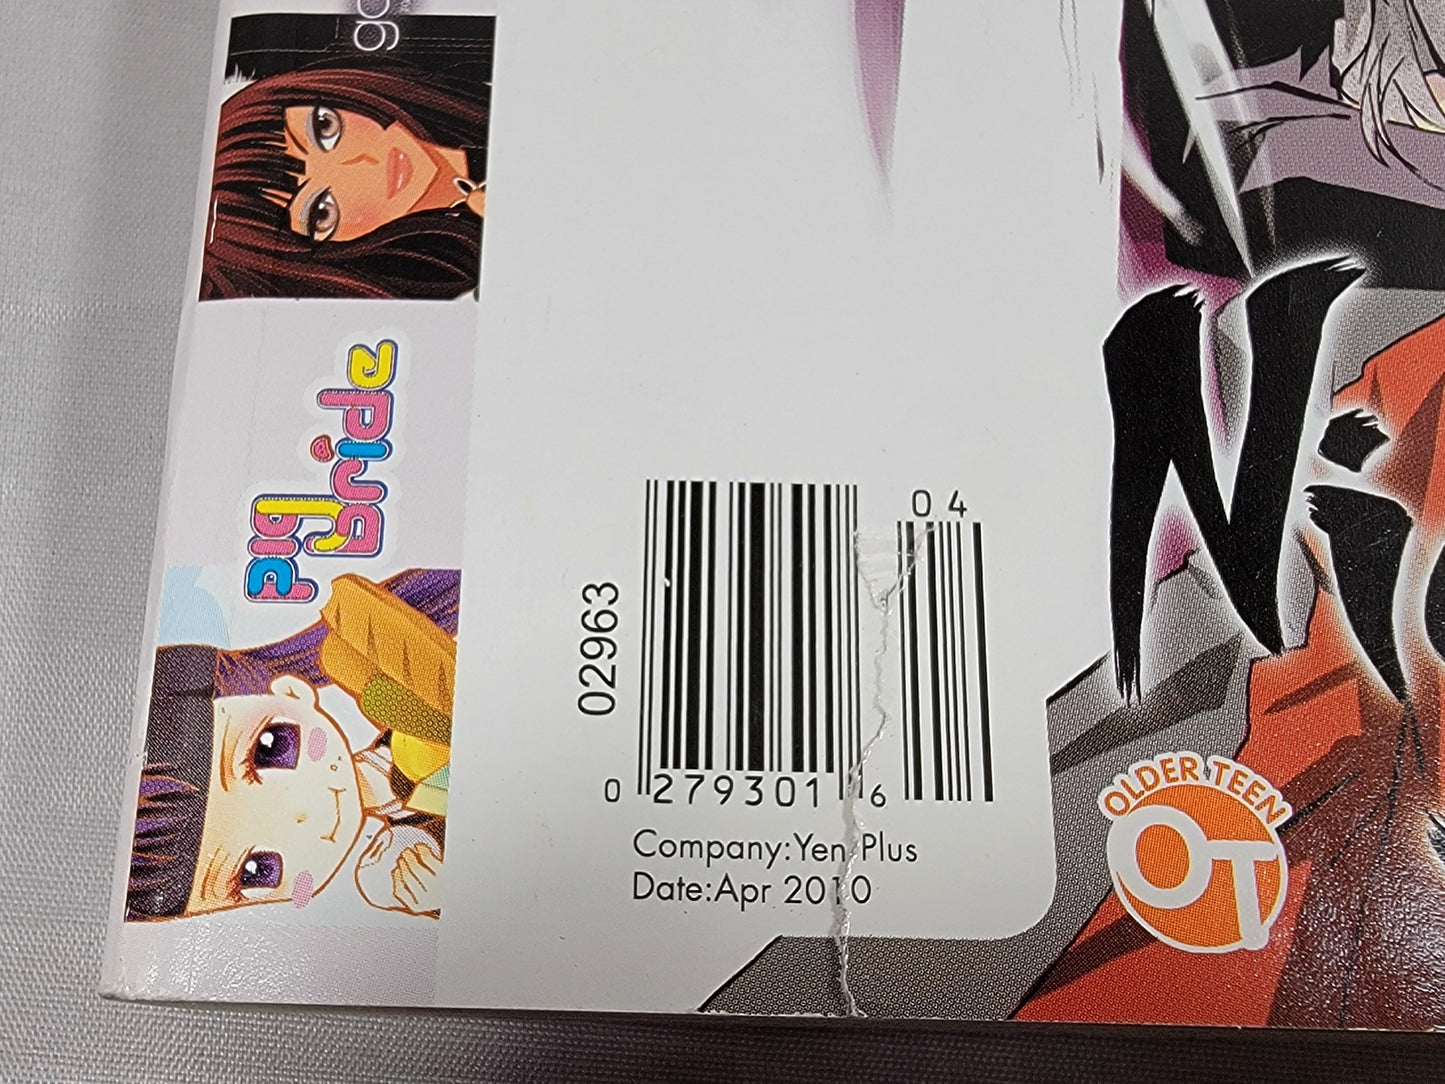 Pig
Bride
04
02963
0 279301 6
Company:Yen Plus
Date:Apr 2010
OLDER TEEN
OT